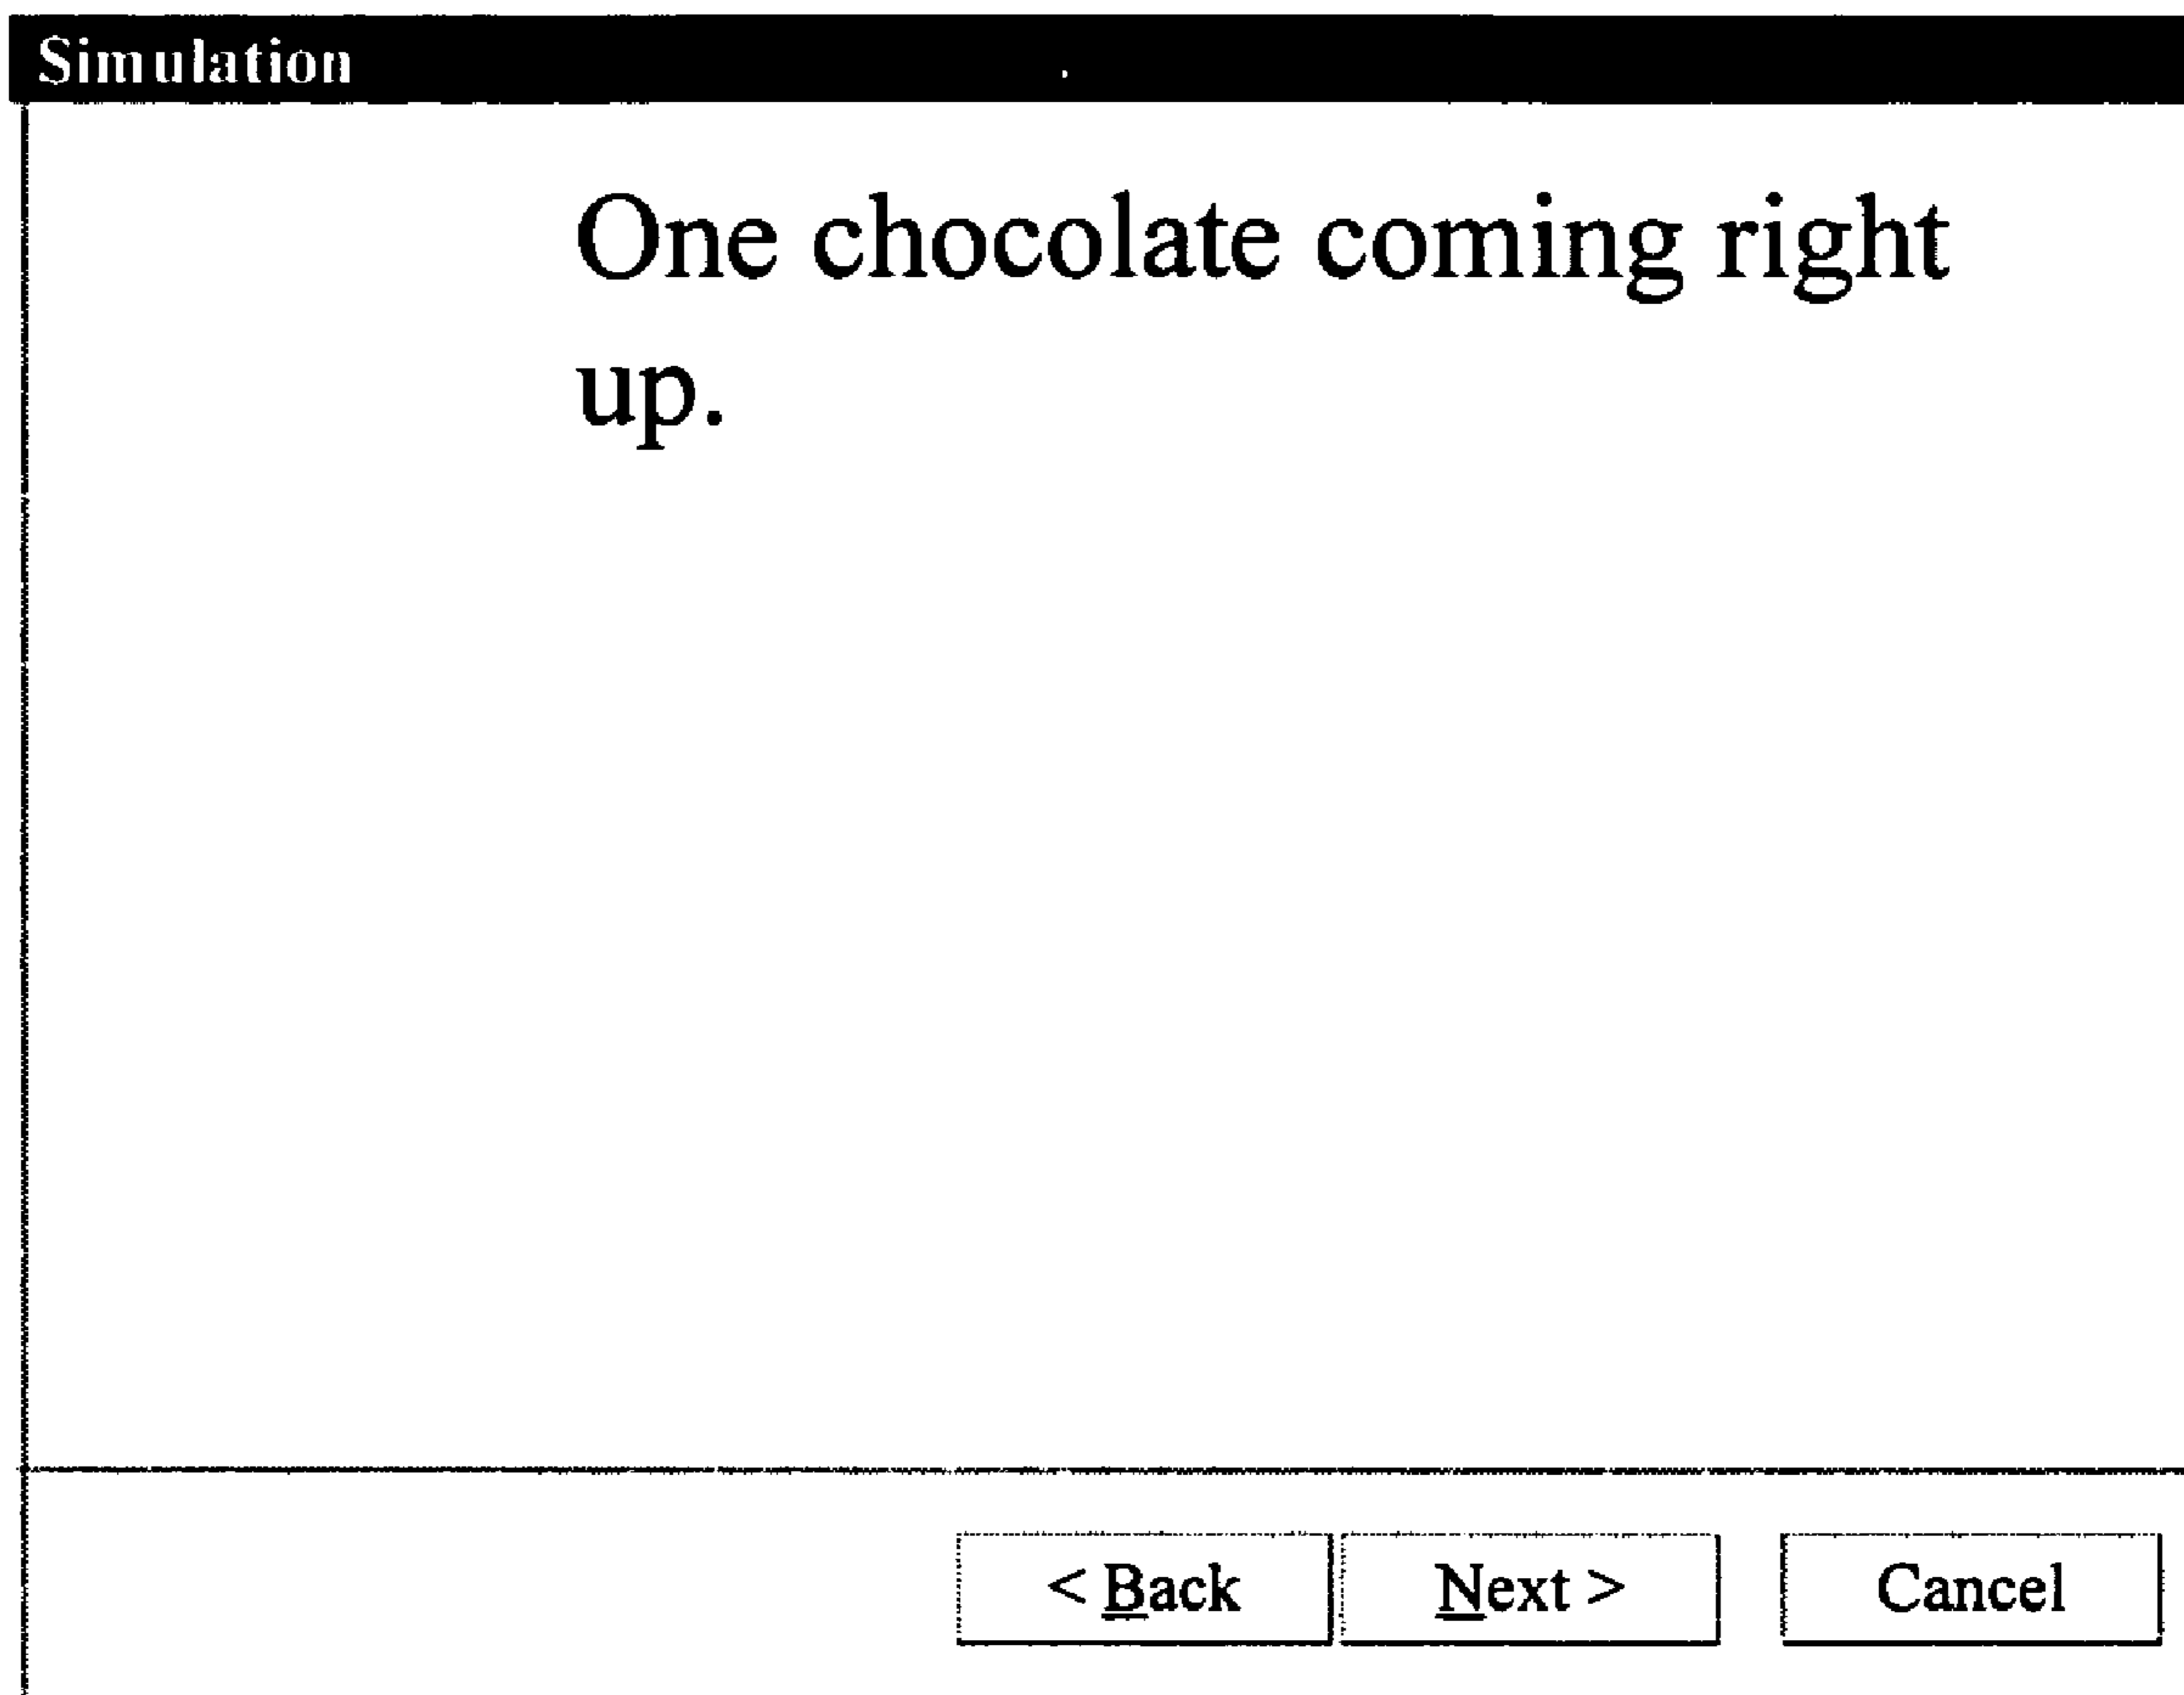 Simulation
One chocolate coming right
up.
< Back
Next >
Cancel